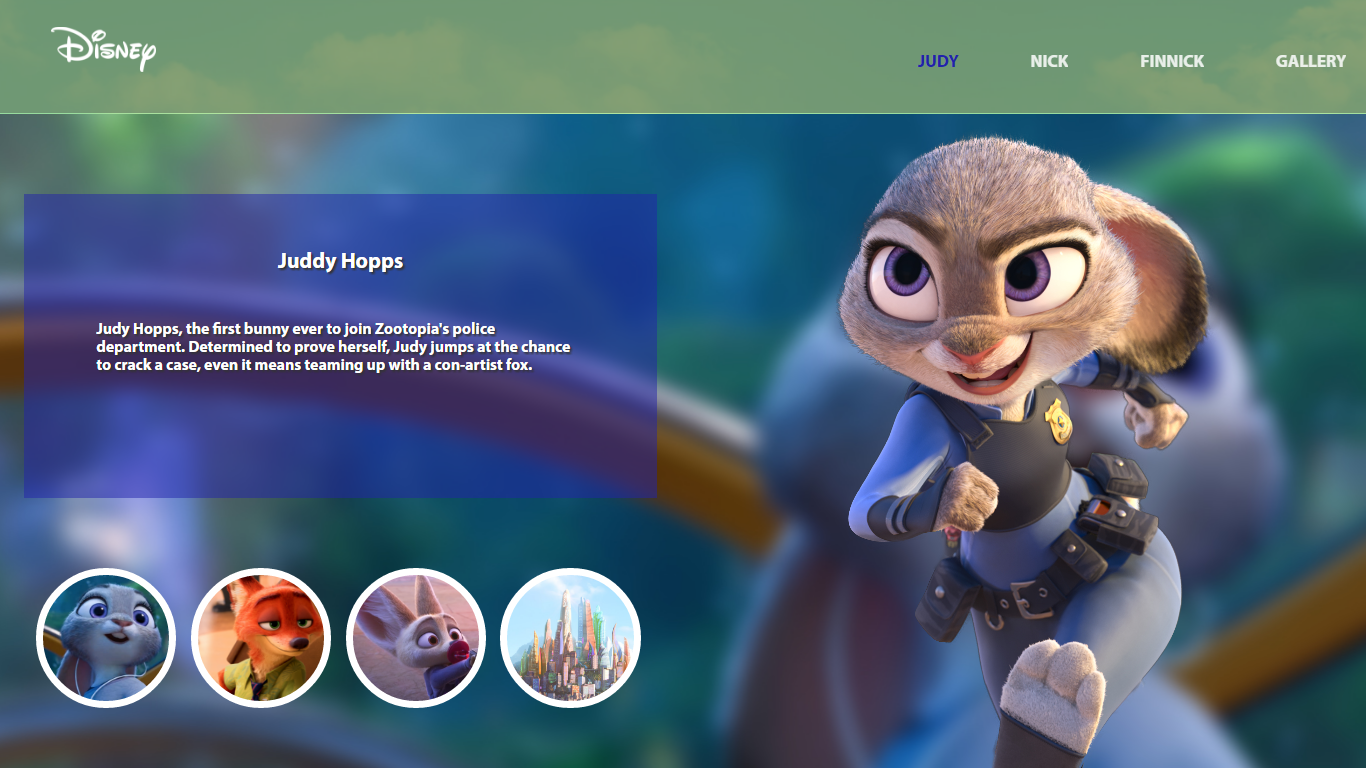 Disney
JUDY
NICK
FINNICK
GALLERY
Juddy Hopps
Judy Hopps, the first bunny ever to join Zootopia's police
department. Determined to prove herself, Judy jumps at the chance
to crack a case, even it means teaming up with a con-artist fox.